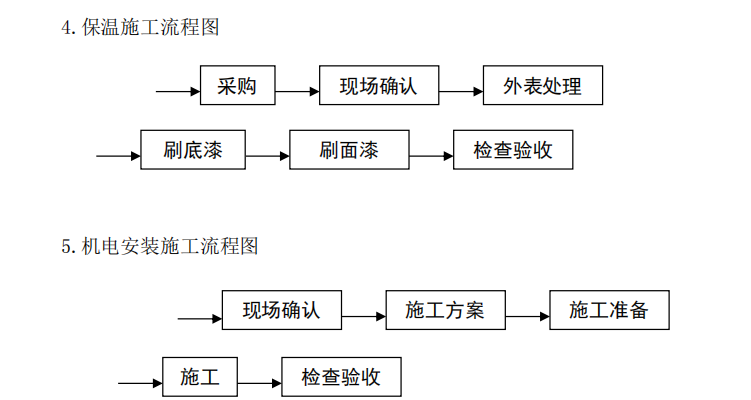 4.保温施工流程图
采购 现场确认 外表处理
刷底漆 刷面漆 检查验收
5.机电安装施工流程图
现场确认 施工方案 施工准备
施工 检查验收